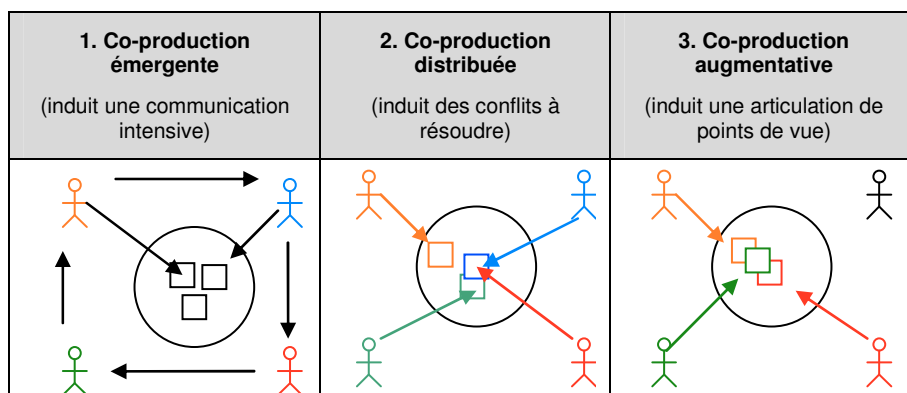 1. Co-production
émergente
(induit une communication
intensive)
2. Co-production
distribuée
(induit des conflits à
résoudre)
3. Co-production
augmentative
(induit une articulation de
points de vue)